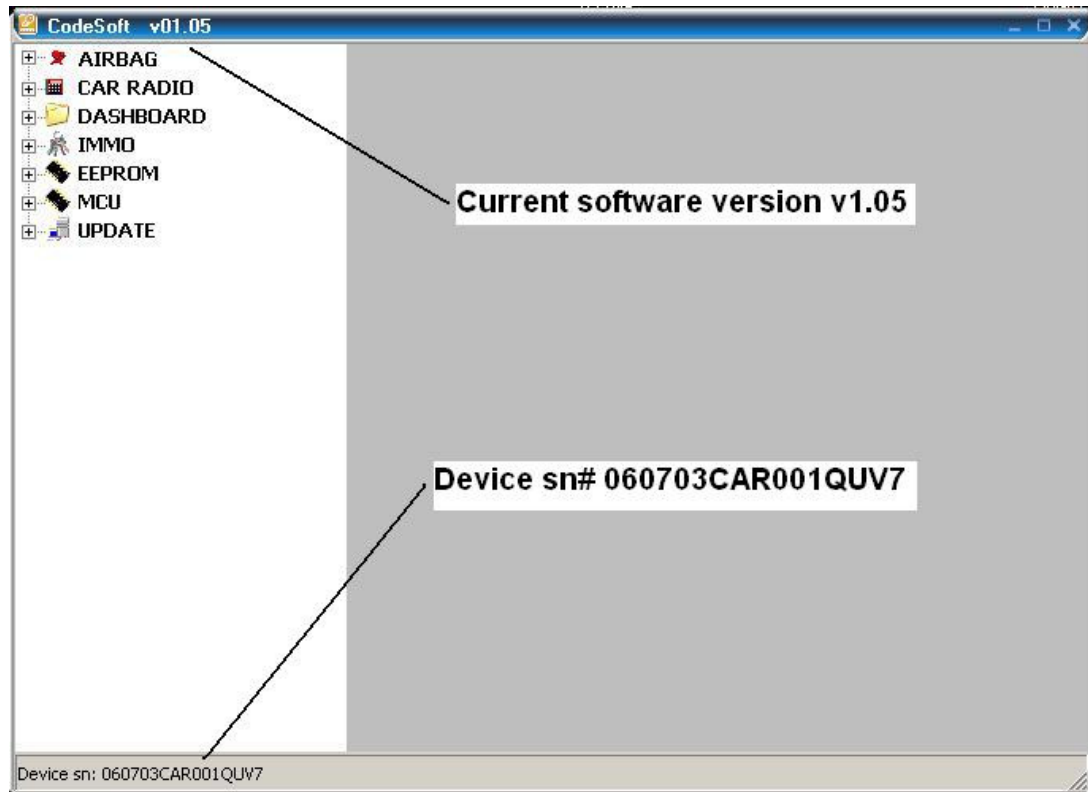 CodeSoft v01.05
AIRBAG
CAR RADIO
DASHBOARD
IMMO
EEPROM
MCU
UPDATE
Current software version v1.05
Device sn# 060703CAR001QUV7
Device sn: 060703CAR001QUV7